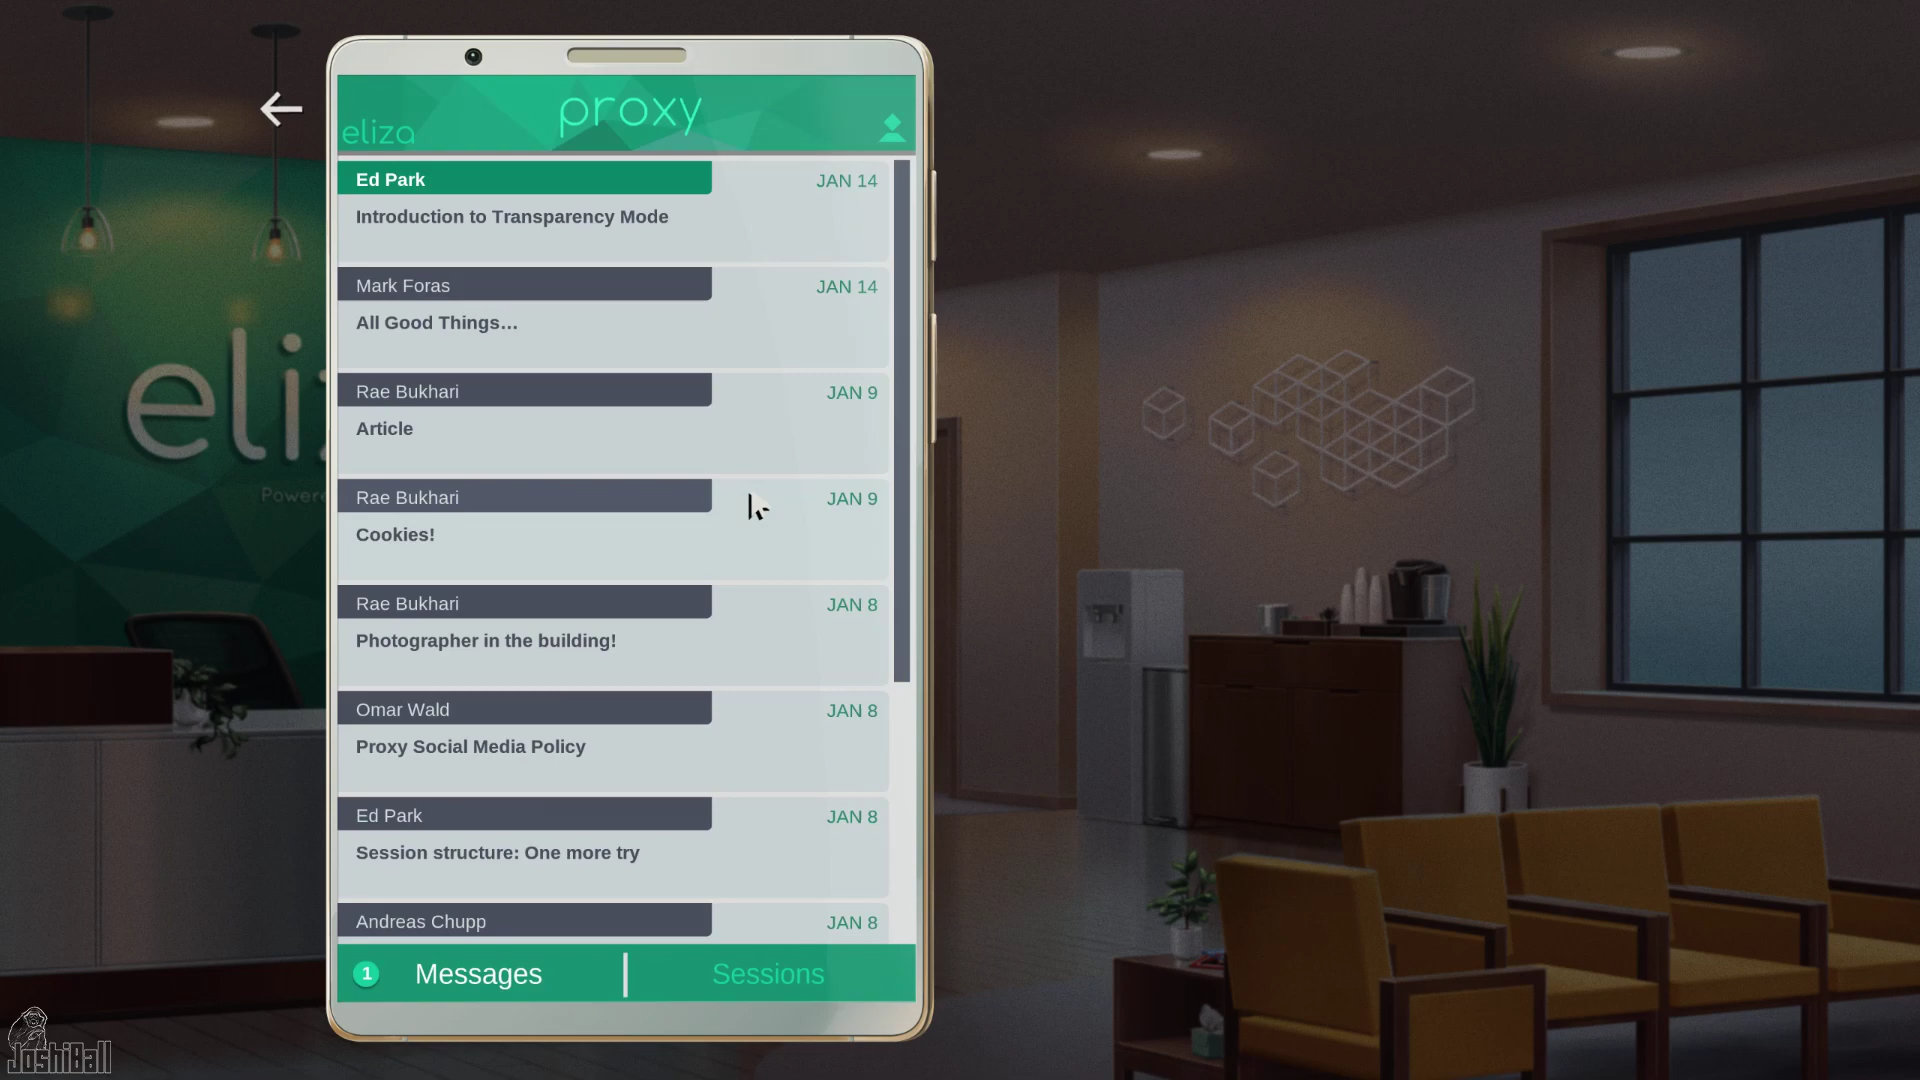 proxy
eliza
Ed Park
JAN 14
Introduction to Transparency Mode
Mark Foras
JAN 14
All Good Things...
Rae Bukhari
JAN 9
Article
Rae Bukhari
JAN 9
Cookies!
Rae Bukhari
JAN 8
Photographer in the building!
Omar Wald
JAN 8
Proxy Social Media Policy
Ed Park
JAN 8
Session structure: One more try
Andreas Chupp
JAN 8
1 Messages
Sessions
eli
Powere
JoshiBall